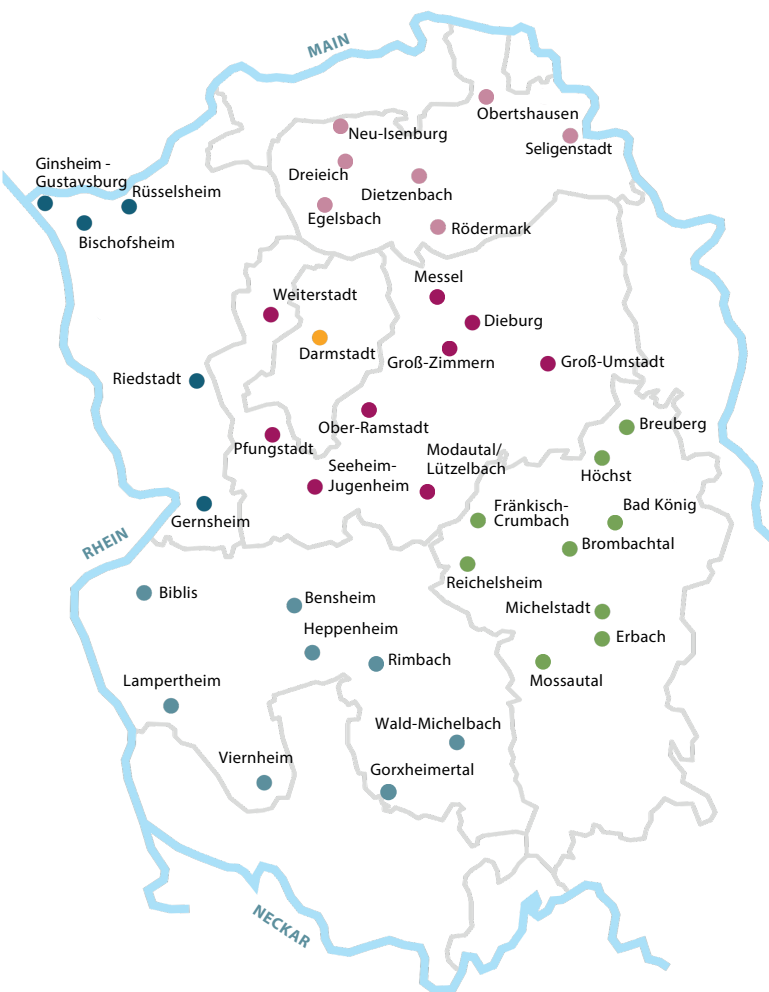 MAIN
Obertshausen
Neu-Isenburg
Seligenstadt
Dreieich
Ginsheim -
Gustavsburg
Rüsselsheim
Dietzenbach
Egelsbach
Rödermark
Bischofsheim
Messel
Weiterstadt
Dieburg
Darmstadt
Groß-Zimmern
Groß-Umstadt
Riedstadt
Ober-Ramstadt
Breuberg
Pfungstadt
Modautal/
Lützelbach
Seeheim-
Jugenheim
Höchst
Fränkisch-
Crumbach
Bad König
Gernsheim
RHEIN
Brombachtal
Reichelsheim
Biblis
Bensheim
Michelstadt
Heppenheim
Erbach
Rimbach
Mossautal
Lampertheim
Wald-Michelbach
Viernheim
Gorxheimertal
NECKAR